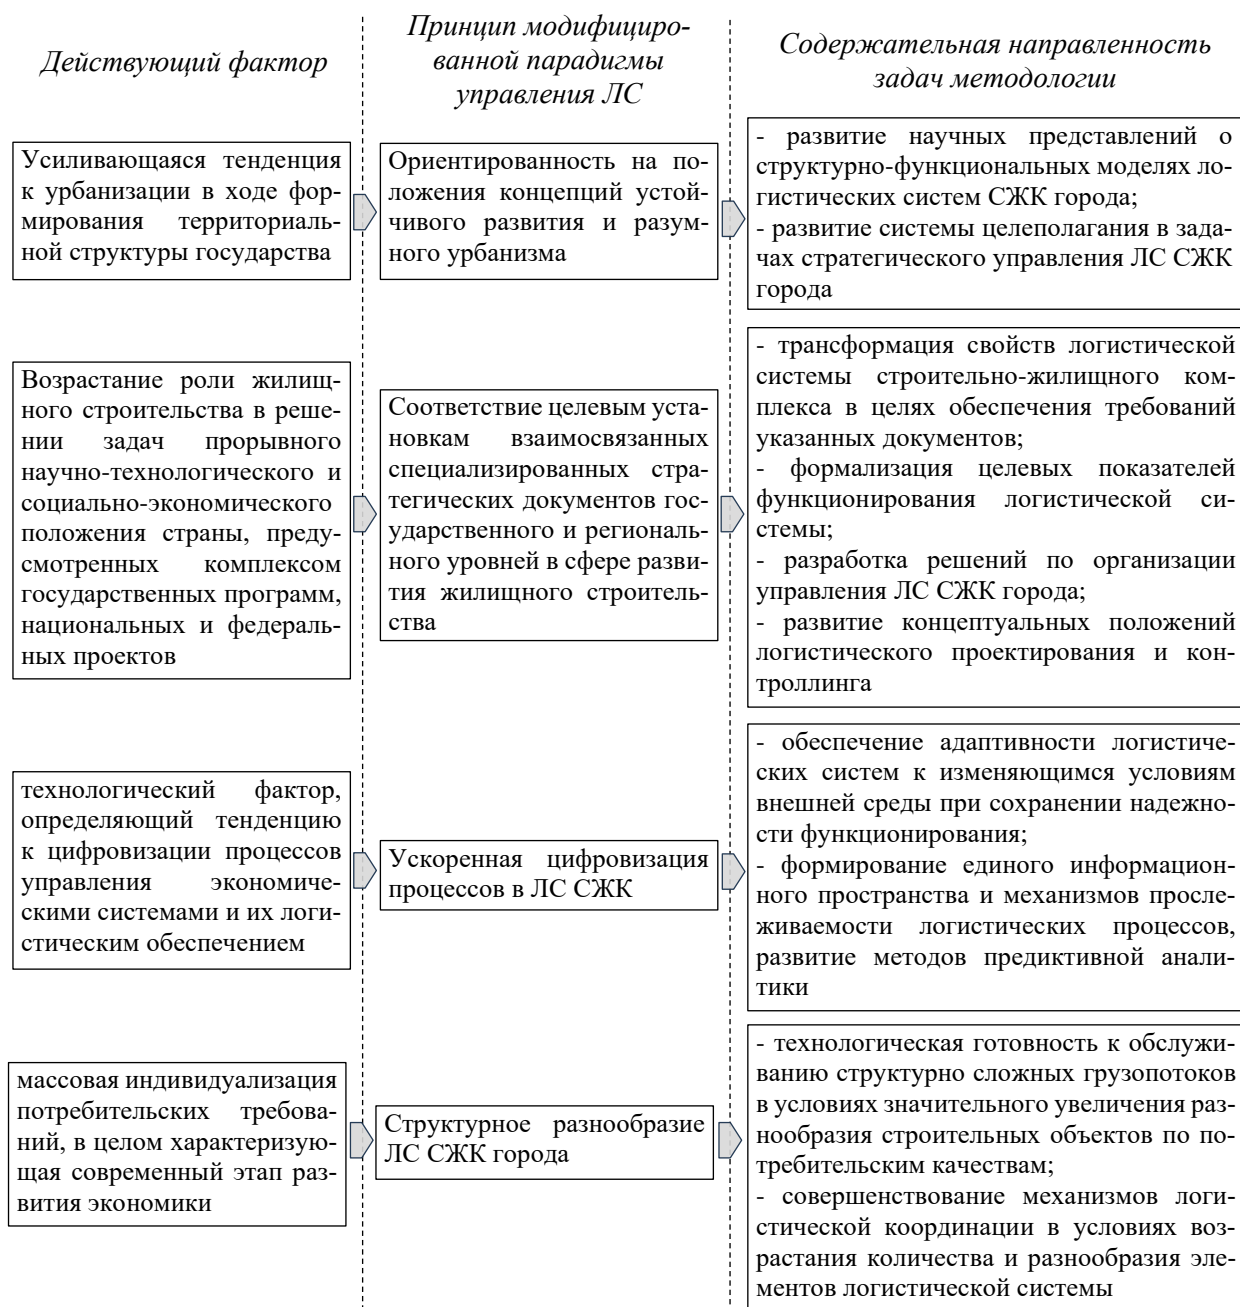 Действующий фактор
Принцип модифициро-
ванной парадигмы
управления ЛС
Содержательная направленность
задач методологии
Усиливающаяся тенденция
к урбанизации в ходе фор-
мирования территориаль-
ной структуры государства
Ориентированность на по-
ложения концепций устой-
чивого развития и разум-
ного урбанизма
- развитие научных представлений о
структурно-функциональных моделях ло-
гистических систем СЖК города;
- развитие системы целеполагания в зада-
чах стратегического управления ЛС СЖК
города
Возрастание роли жилищ-
ного строительства в реше-
нии задач прорывного
научно-технологического и
социально-экономического
положения страны, преду-
смотренных комплексом
государственных программ,
национальных и федераль-
ных проектов
Соответствие целевым уста-
новкам взаимосвязанных
специализированных стра-
тегических документов гос-
ударственного и региональ-
ного уровней в сфере разви-
тия жилищного строитель-
ства
- трансформация свойств логистической
системы строительно-жилищного ком-
плекса в целях обеспечения требований
указанных документов;
- формализация целевых показателей
функционирования логистической си-
стемы;
- разработка решений по организации
управления ЛС СЖК города;
- развитие концептуальных положений
логистического проектирования и кон-
троллинга
технологический фактор,
определяющий тенденцию
к цифровизации процессов
управления экономиче-
скими системами и их логи-
стическим обеспечением
Ускоренная цифровизация
процессов в ЛС СЖК
- обеспечение адаптивности логистиче-
ских систем к изменяющимся условиям
внешней среды при сохранении надежно-
сти функционирования;
- формирование единого информацион-
ного пространства и механизмов просле-
живаемости логистических процессов,
развитие методов предиктивной анали-
тики
массовая индивидуализация
потребительских требова-
ний, в целом характеризую-
щая современный этап раз-
вития экономики
Структурное разнообразие
ЛС СЖК города
- технологическая готовность к обслужи-
ванию структурно сложных грузопотоков
в условиях значительного увеличения раз-
нообразия строительных объектов по по-
требительским качествам;
- совершенствование механизмов логи-
стической координации в условиях воз-
растания количества и разнообразия эле-
ментов логистической системы